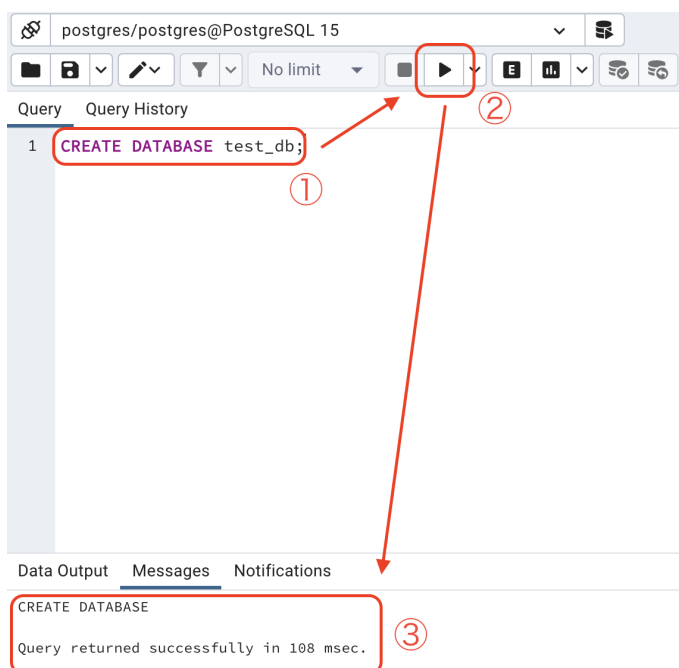 postgres/postgres@PostgreSQL 15
No limit
E
②
Query Query History
1 CREATE DATABASE test_db;
①
Data Output Messages Notifications
CREATE DATABASE
Query returned successfully in 108 msec.
③